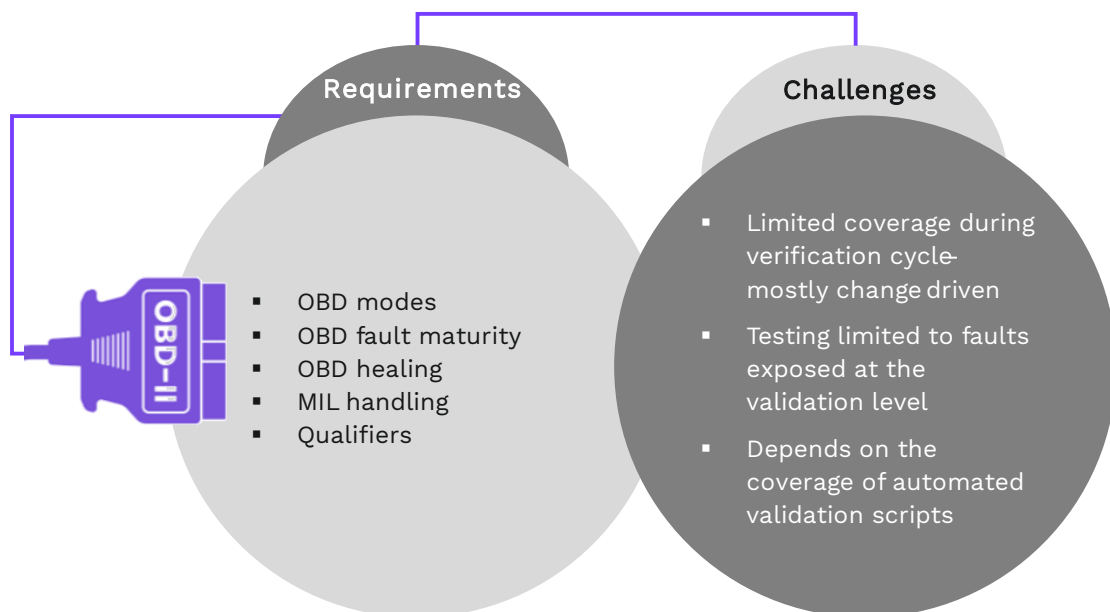 Requirements
Challenges
OBD-II
▪ OBD modes
▪ OBD fault maturity
▪ OBD healing
▪ MIL handling
▪ Qualifiers
▪ Limited coverage during
verification cycle-
mostly change driven
▪ Testing limited to faults
exposed at the
validation level
▪ Depends on the
coverage of automated
validation scripts